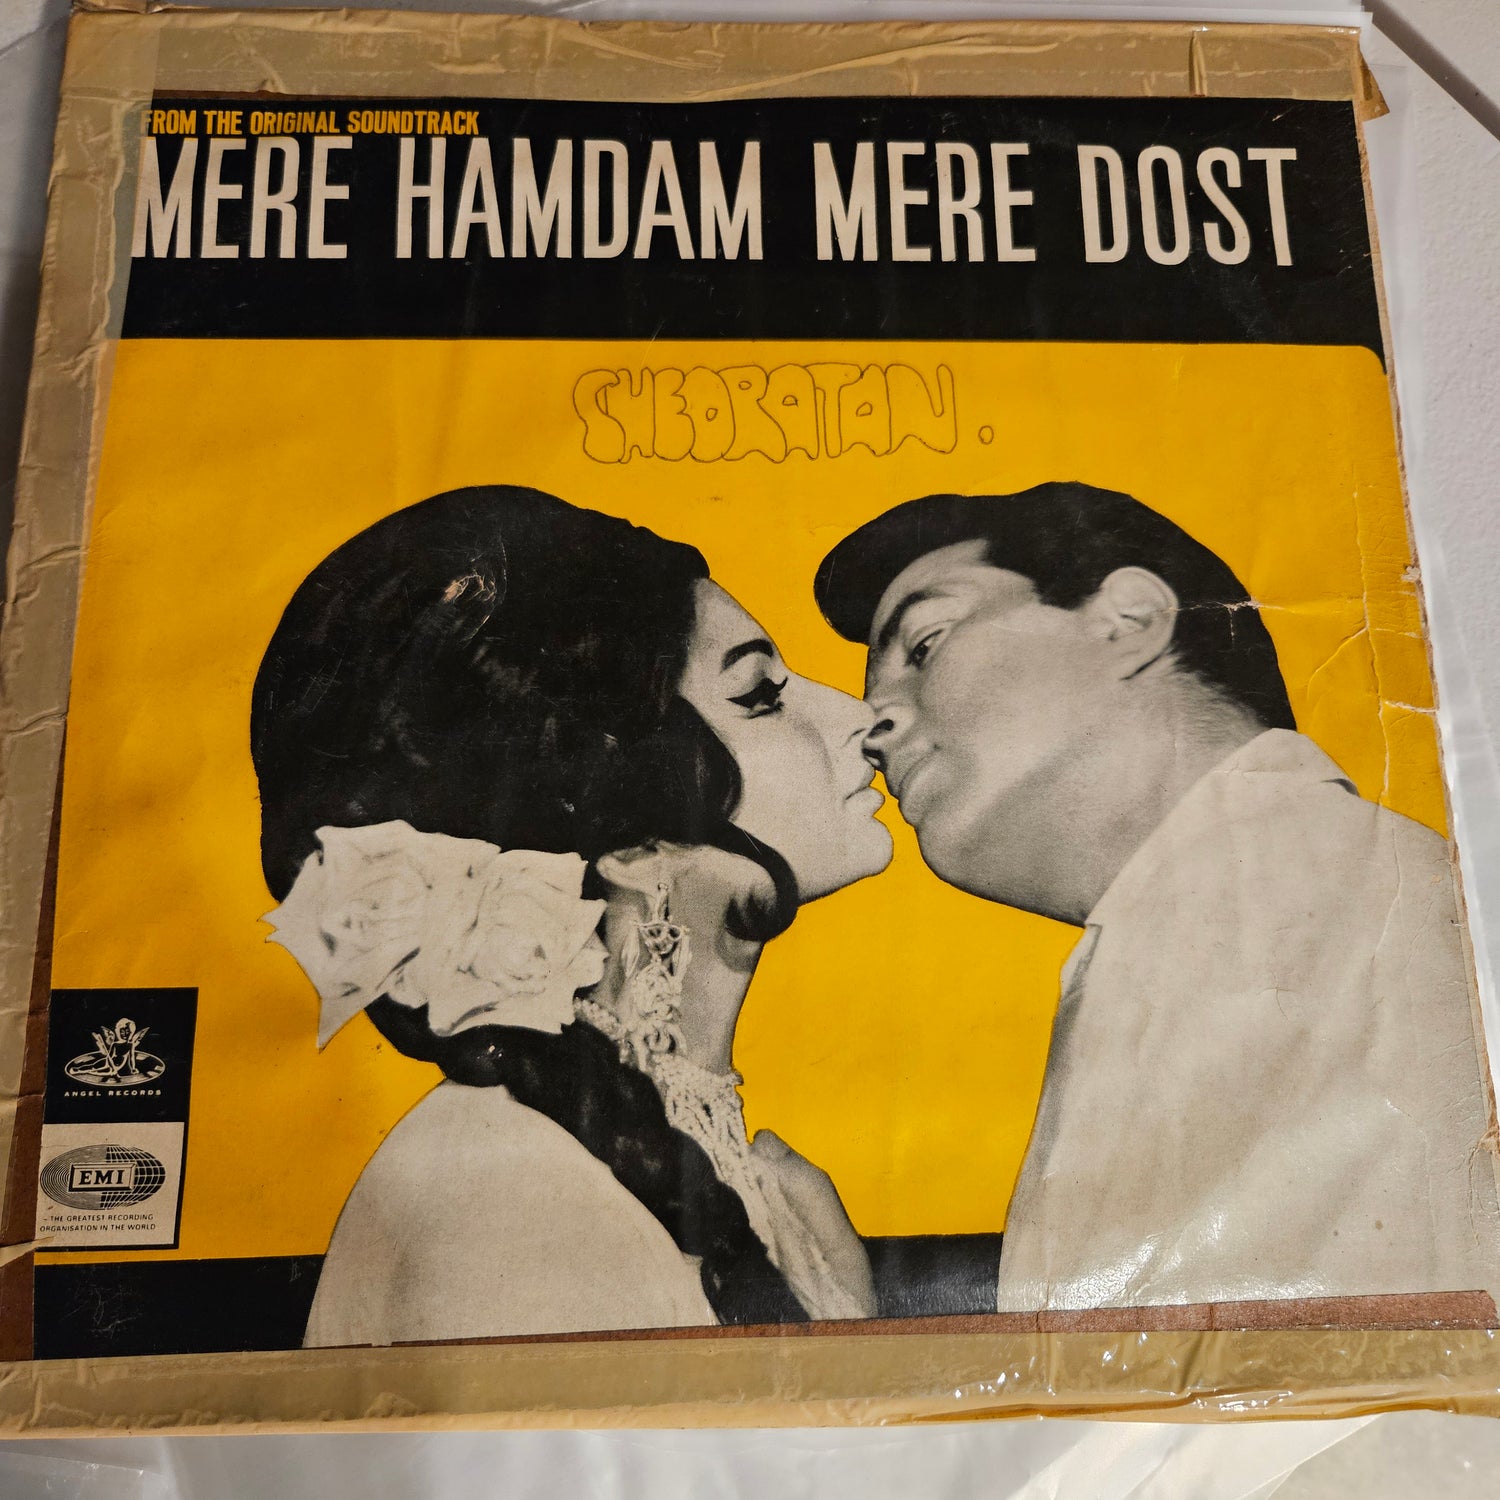 FROM THE ORIGINAL SOUNDTRACK
MERE HAMDAM MERE DOST
SHEORATAN.
ANGEL RECORDS
EMI
- THE GREATEST RECORDING
ORGANISATION IN THE WORLD